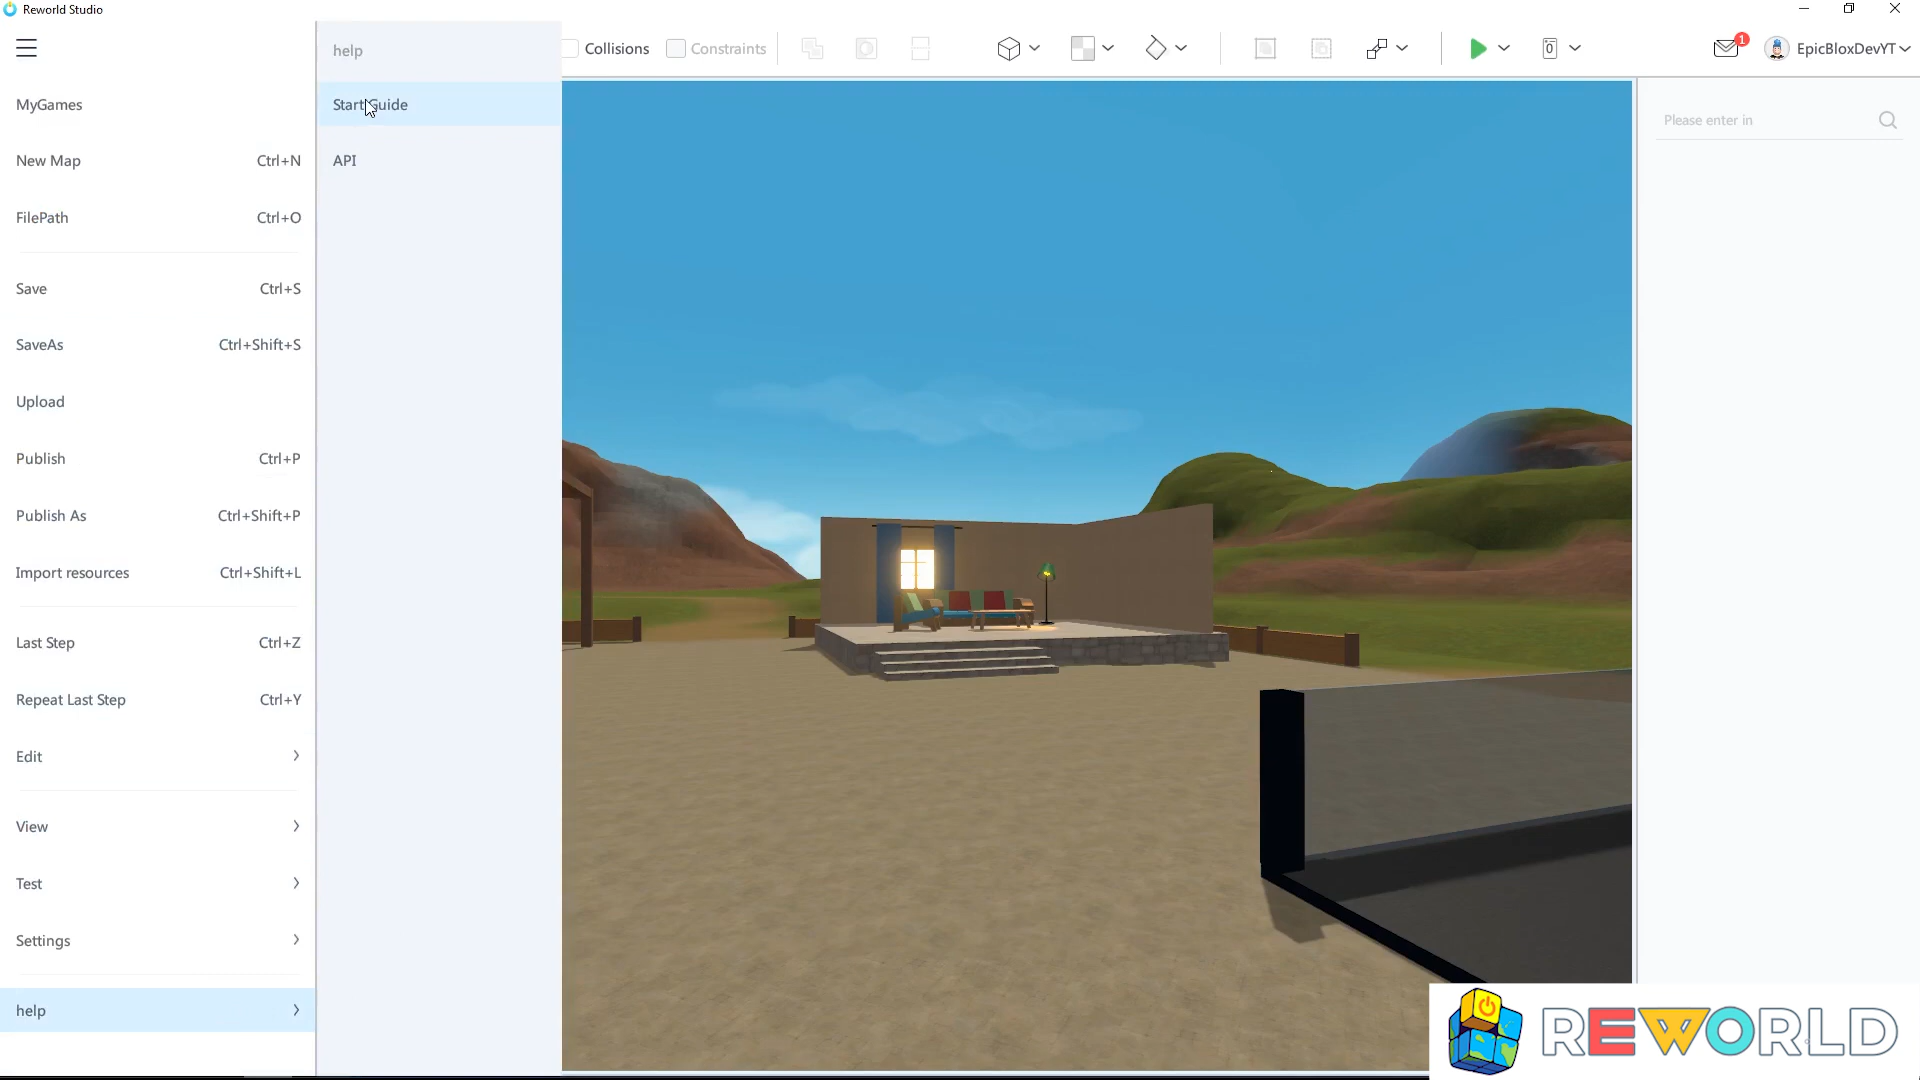 Reworld Studio
help
Collisions
Constraints
1
EpicBloxDevYT
MyGames
Start Guide
Please enter in
New Map Ctrl+N
API
FilePath Ctrl+O
Save Ctrl+S
SaveAs Ctrl+Shift+S
Upload
Publish Ctrl+P
Publish As Ctrl+Shift+P
Import resources Ctrl+Shift+L
Last Step Ctrl+Z
Repeat Last Step Ctrl+Y
Edit
View
Test
Settings
help
REWORLD